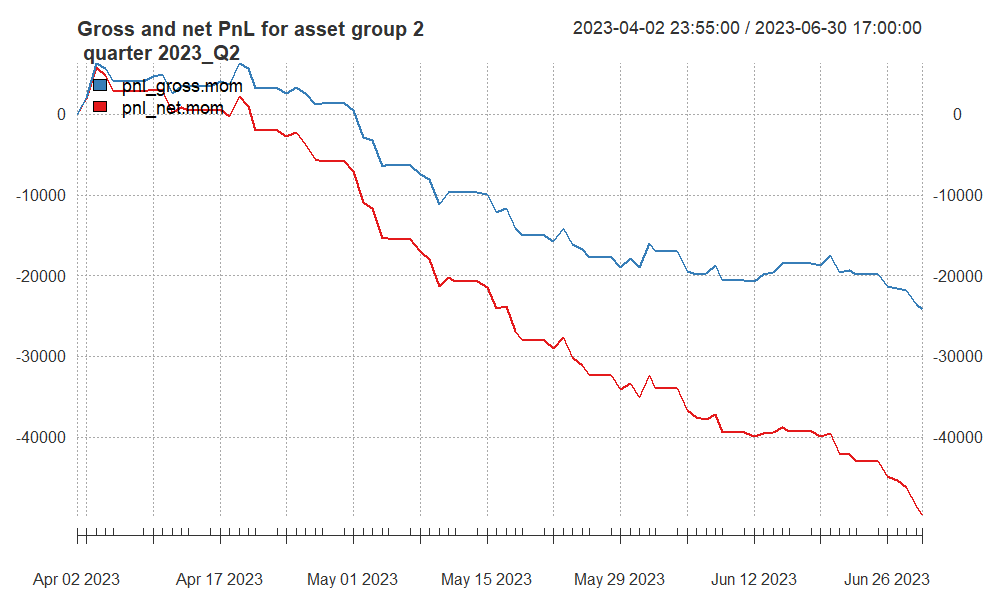 Gross and net PnL for asset group 2
quarter 2023_Q2
2023-04-02 23:55:00 / 2023-06-30 17:00:00
pnl_gross.mom
pnl_net.mom
0 0
-10000 -10000
-20000 -20000
-30000 -30000
-40000 -40000
Apr 02 2023 Apr 17 2023 May 01 2023 May 15 2023 May 29 2023 Jun 12 2023 Jun 26 2023